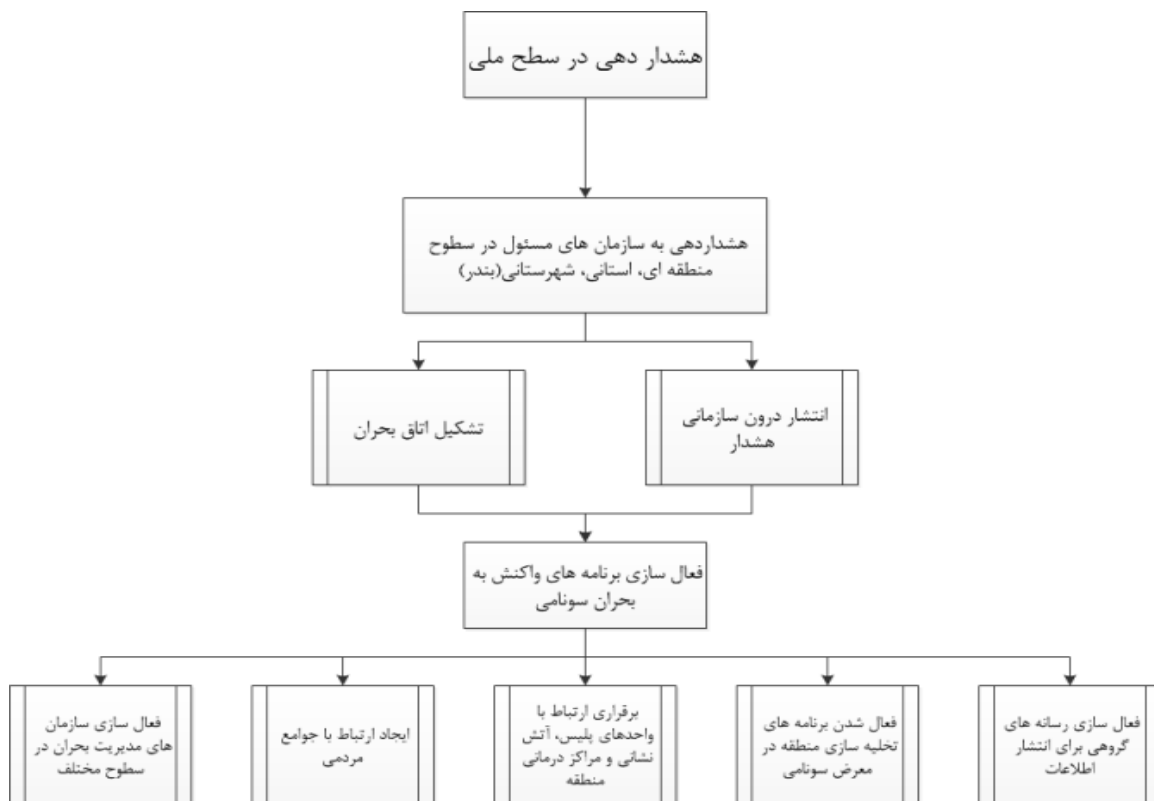 هشدار دهی در سطح ملی
هشداردهی به سازمان های مسئول در سطوح
منطقه ای، استانی، شهرستانی(بندر)
انتشار درون سازمانی
هشدار
تشکیل اتاق بحران
فعال سازی برنامه های واکنش به
بحران سونامی
فعال سازی رسانه های
گروهی برای انتشار
اطلاعات
فعال شدن برنامه های
تخلیه سازی منطقه در
معرض سونامی
برقراری ارتباط با
واحدهای پلیس، آتش
نشانی و مراکز درمانی
منطقه
ایجاد ارتباط با جوامع
مردمی
فعال سازی سازمان
های مدیریت بحران در
سطوح مختلف